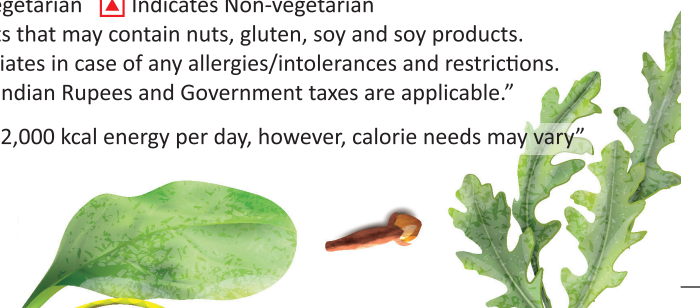 egetarian Indicates Non-vegetarian
ts that may contain nuts, gluten, soy and soy products.
iates in case of any allergies/intolerances and restrictions.
ndian Rupees and Government taxes are applicable.”
2,000 kcal energy per day, however, calorie needs may vary”